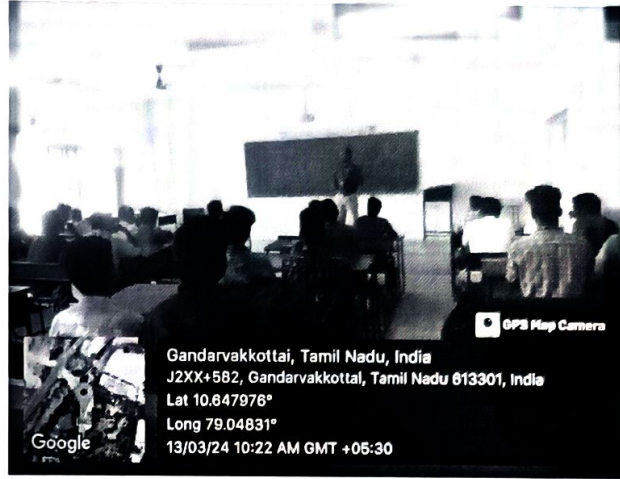 GPS Map Camera
Gandarvakkottai, Tamil Nadu, India
J2XX+582, Gandarvakkottai, Tamil Nadu 613301, India
Lat 10.647976°
Long 79.04831°
13/03/24 10:22 AM GMT +05:30
Google